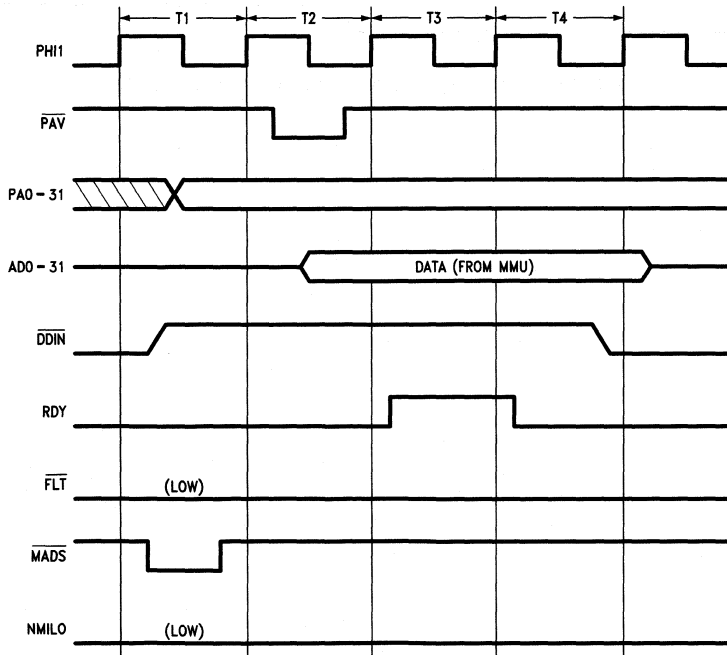 T1 T2 T3 T4
PHI1
PAV
PA0-31
AD0-31 DATA (FROM MMU)
DDIN
RDY
FLT (LOW)
MADS
NMILO (LOW)